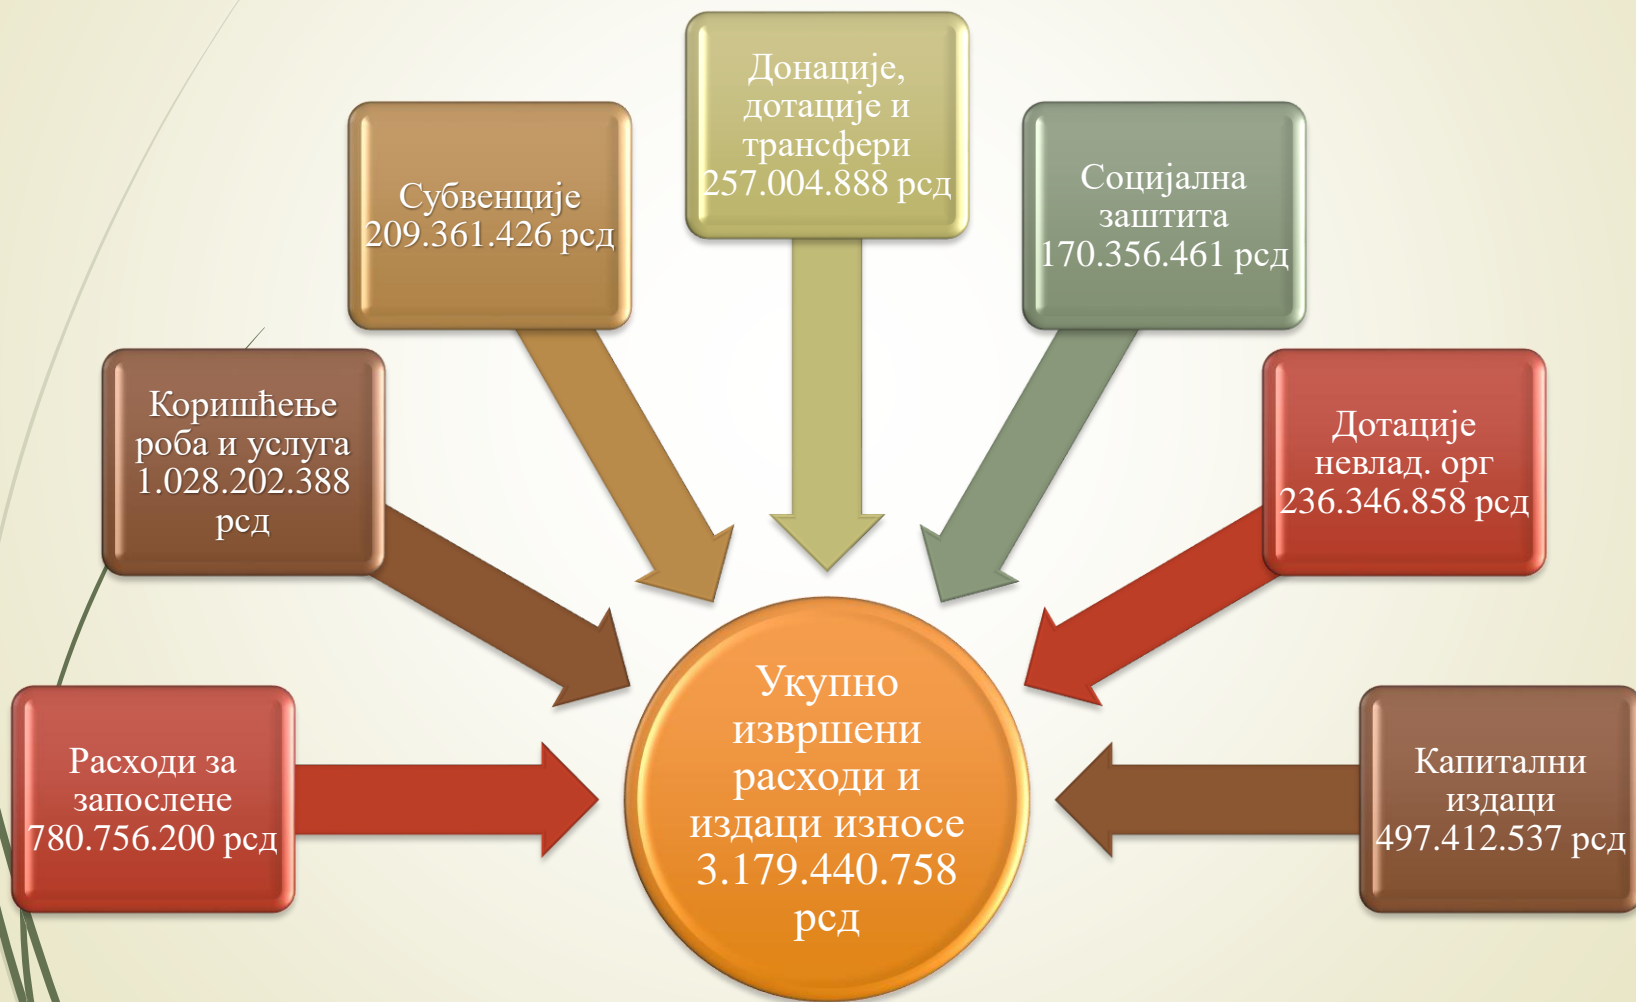 Донације,
дотације и
трансфери
257.004.888 рсд
Субвенције
209.361.426 рсд
Социјална
заштита
170.356.461 рсд
Коришћење
роба и услуга
1.028.202.388
рсд
Дотације
невлад. орг
236.346.858 рсд
Расходи за
запослене
780.756.200 рсд
Укупно
извршени
расходи и
издаци износе
3.179.440.758
рсд
Капитални
издаци
497.412.537 рсд